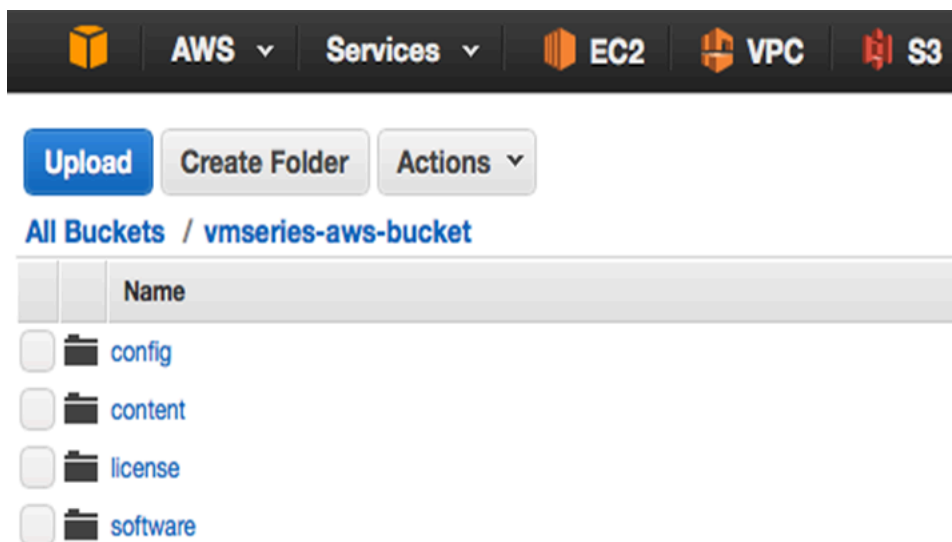 AWS Services EC2 VPC S3
Upload Create Folder Actions
All Buckets / vmseries-aws-bucket
Name
config
content
license
software